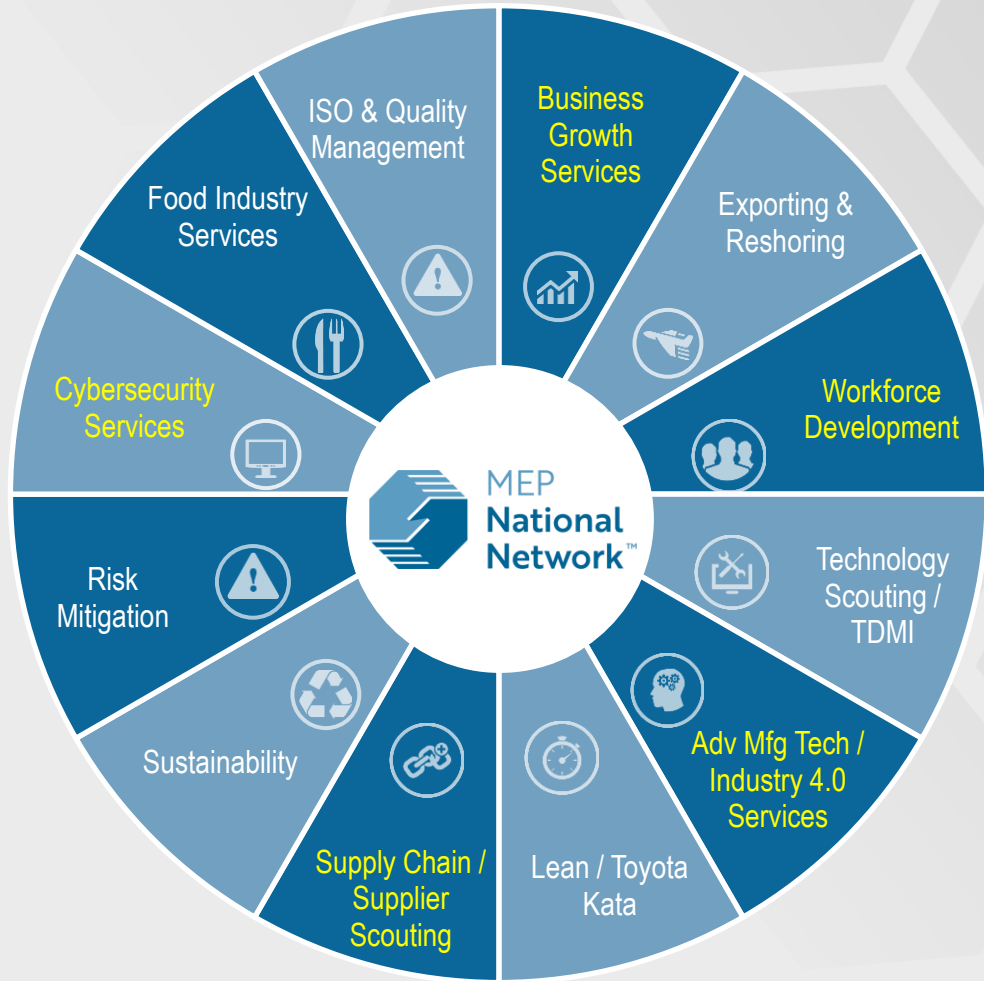 Business
Growth
Services
Exporting &
Reshoring
Workforce
Development
Technology
Scouting /
TDMI
Adv Mfg Tech /
Industry 4.0
Services
Lean / Toyota
Kata
Supply Chain /
Supplier
Scouting
Sustainability
Risk
Mitigation
Cybersecurity
Services
Food Industry
Services
ISO & Quality
Management
MEP
National
Network™